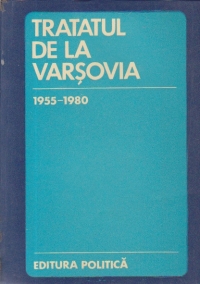 TRATATUL
DE LA
VARȘOVIA
1955-1980
EDITURA POLITICĂ